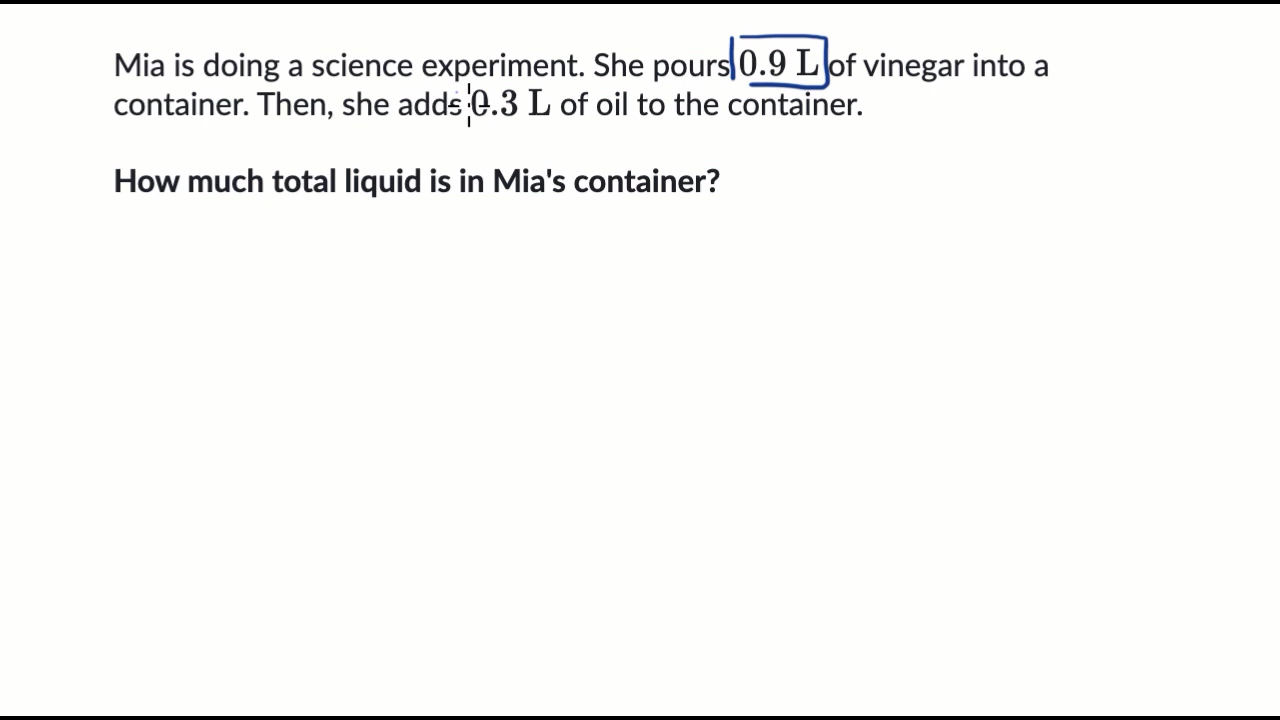 Mia is doing a science experiment. She pours 0.9 L of vinegar into a
container. Then, she adds 0.3 L of oil to the container.
How much total liquid is in Mia's container?